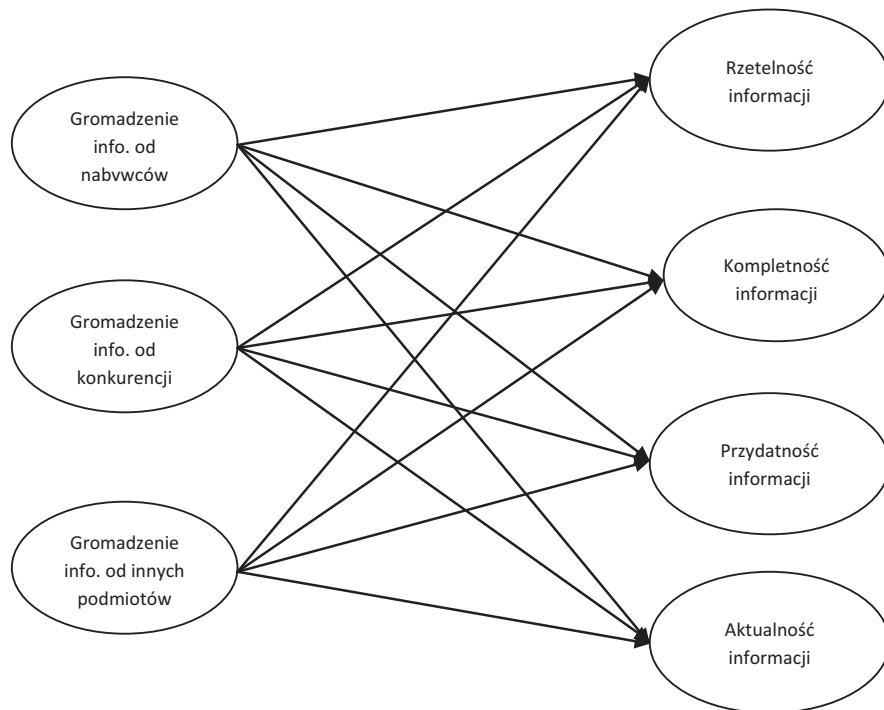 Gromadzenie
info. od
nabvwców
Gromadzenie
info. od
konkurencji
Gromadzenie
info. od innych
podmiotów
Rzetelność
informacji
Kompletność
informacji
Przydatność
informacji
Aktualność
informacji